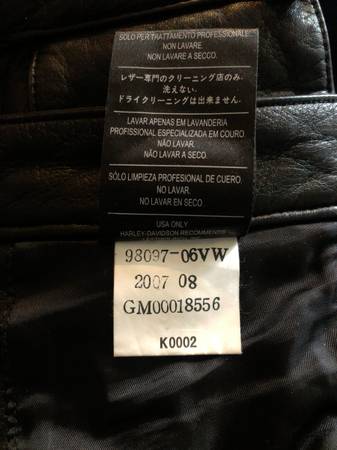 SOLO PER TRATTAMENTO PROFESSIONALE.
NON LAVARE.
NON LAVARE A SECCO.
レザー専門のクリーニング店のみ.
洗えない.
ドライクリーニングは出来ません.
LAVAR APENAS EM LAVANDERIA
PROFISSIONAL ESPECIALIZADA EM COURO.
NÃO LAVAR.
NÃO LAVAR A SECO.
SÓLO LIMPIEZA PROFESIONAL DE CUERO.
NO LAVAR.
NO LAVAR EN SECO.
USA ONLY
HARLEY-DAVIDSON RECOMMENDS
98097-06VW
2007 08
GM00018556
K0002